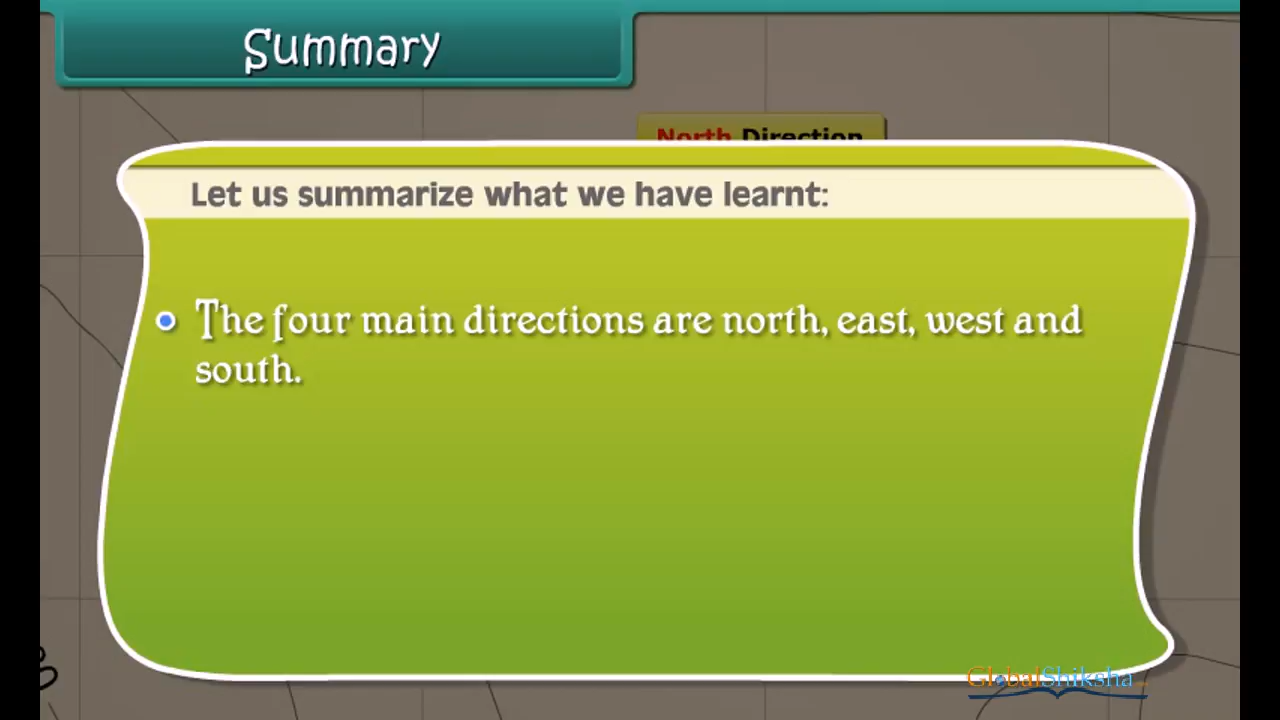 Summary
North Direction
Let us summarize what we have learnt:
The four main directions are north, east, west and
south.
GlobalShiksha